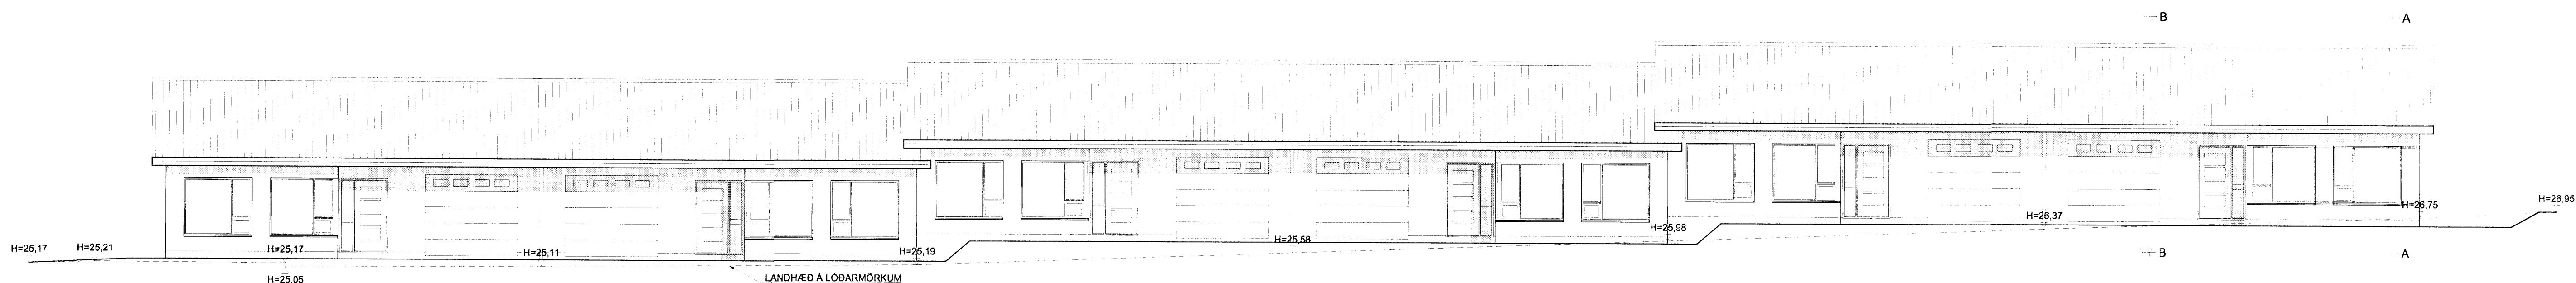 B
A
H=25,17
H=25,21
H=25,17
H=25,05
H=25,11
LANDHÆÐ Á LÓÐARMÖRKUM
H=25,19
H=25,58
H=25,98
H=26,37
H=26,75
H=26,95
B
A